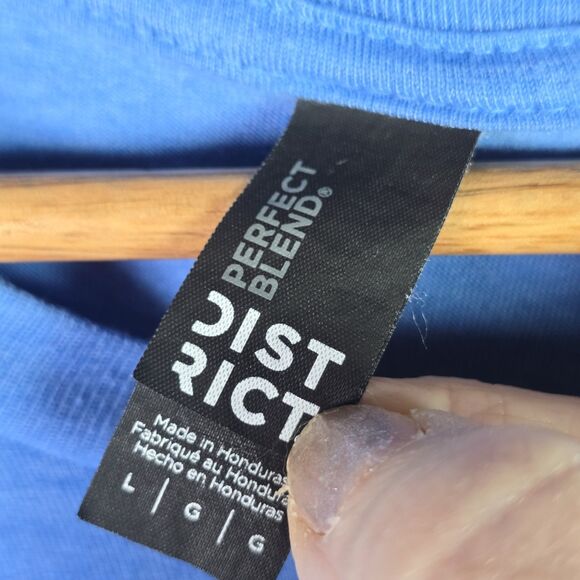 PERFECT
BLEND®
DIST
RICT
Made in Honduras
Fabriqué au Honduras
Hecho en Honduras
L | G | G